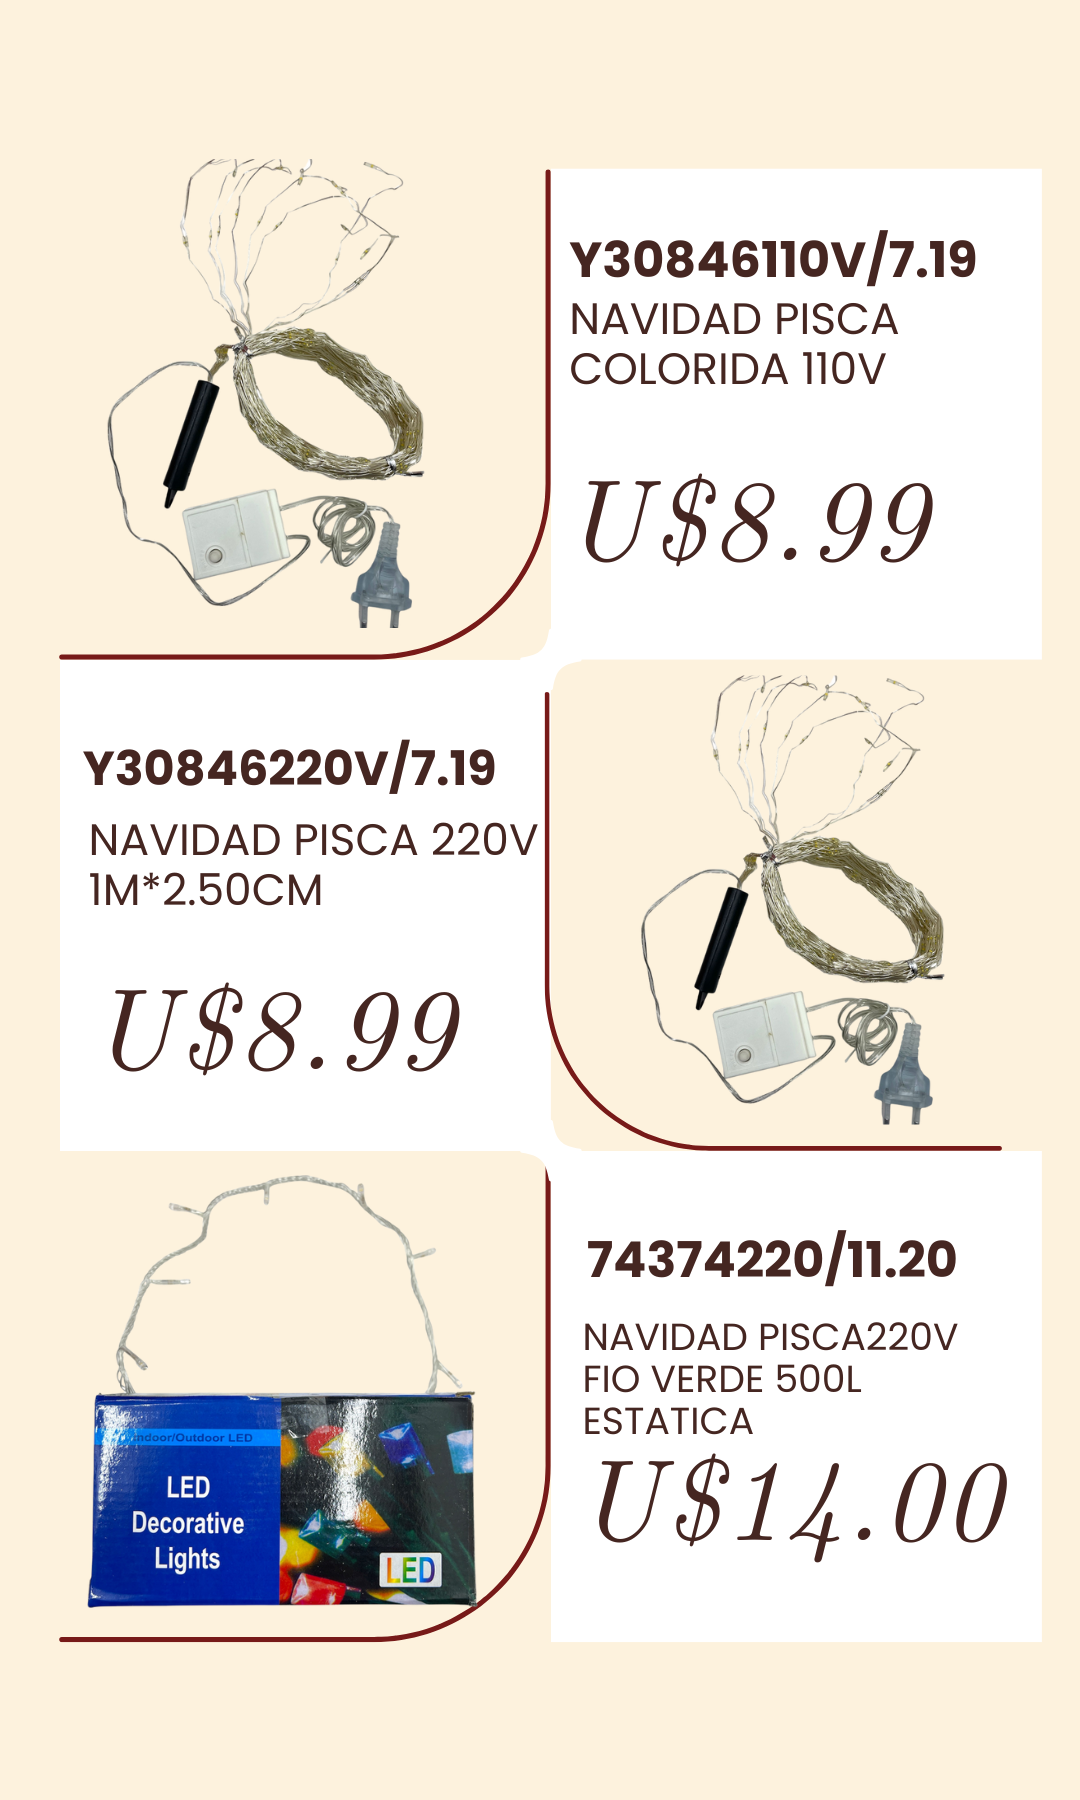 Y30846110V/7.19
NAVIDAD PISCA
COLORIDA 110V
U$8.99
Y30846220V/7.19
NAVIDAD PISCA 220V
1M*2.50CM
U$8.99
74374220/11.20
NAVIDAD PISCA220V
FIO VERDE 500L
ESTATICA
U$14.00
Indoor/Outdoor LED
LED
Decorative
Lights
LED